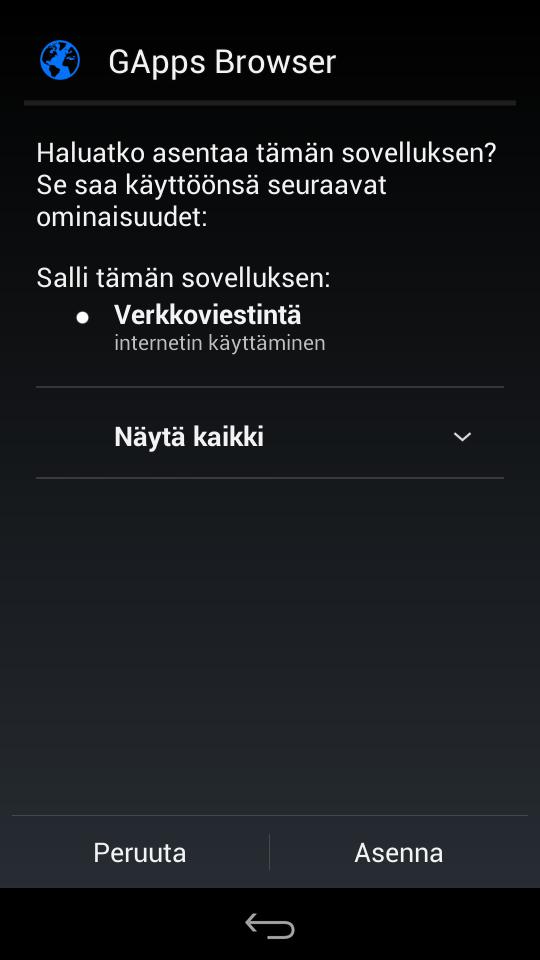 GApps Browser
Haluatko asentaa tämän sovelluksen?
Se saa käyttöönsä seuraavat
ominaisuudet:
Salli tämän sovelluksen:
Verkkoviestintä
internetin käyttäminen
Näytä kaikki
Peruuta
Asenna